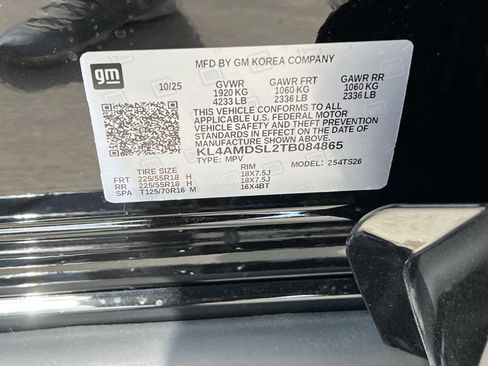 gm
MFD BY GM KOREA COMPANY
10/25 GVWR GAWR FRT GAWR RR
1920 KG 1060 KG 1060 KG
4233 LB 2336 LB 2336 LB
THIS VEHICLE CONFORMS TO ALL
APPLICABLE U.S. FEDERAL MOTOR
VEHICLE SAFETY AND THEFT
PREVENTION STANDARDS IN EFFECT ON
THE DATE OF MANUFACTURE SHOWN ABOVE.
KL4AMDSL2TB084865
TYPE: MPV MODEL: 2S4TS26
TIRE SIZE RIM
FRT 225/55R18 H 18X7.5J
RR 225/55R18 H 18X7.5J
SPA T125/70R16 M 16X4BT